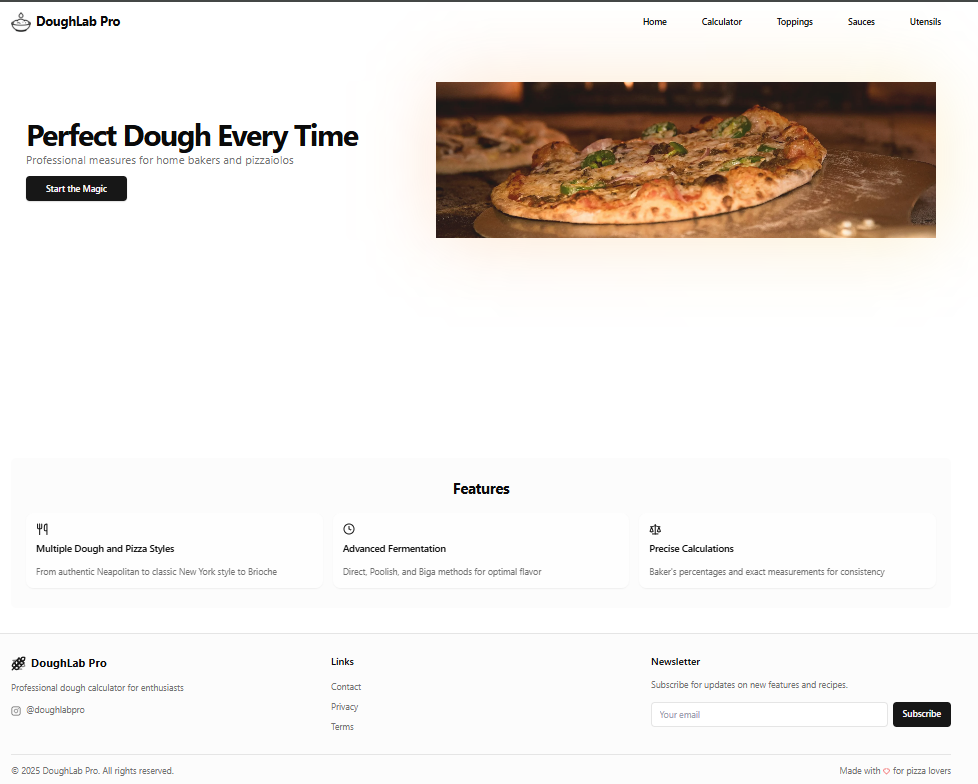 DoughLab Pro
Home Calculator Toppings Sauces Utensils
Perfect Dough Every Time
Professional measures for home bakers and pizzaiolos
Start the Magic
Features
Multiple Dough and Pizza Styles
From authentic Neapolitan to classic New York style to Brioche
Advanced Fermentation
Direct, Poolish, and Biga methods for optimal flavor
Precise Calculations
Baker's percentages and exact measurements for consistency
DoughLab Pro
Professional dough calculator for enthusiasts
@doughlabpro
Links
Contact
Privacy
Terms
Newsletter
Subscribe for updates on new features and recipes.
Your email
Subscribe
© 2025 DoughLab Pro. All rights reserved.
Made with ♡ for pizza lovers